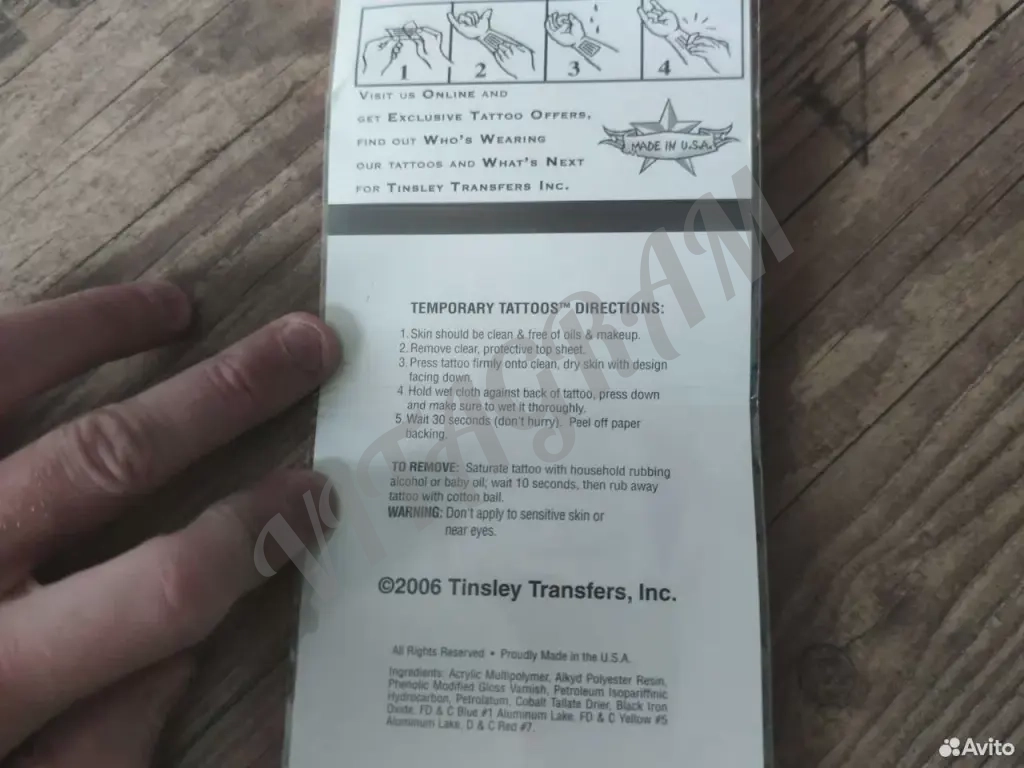 1 2 3 4
VISIT US ONLINE AND
GET EXCLUSIVE TATTOO OFFERS,
FIND OUT WHO'S WEARING
OUR TATTOOS AND WHAT'S NEXT
FOR TINSLEY TRANSFERS INC.
MADE IN U.S.A.
TEMPORARY TATTOOS™ DIRECTIONS:
1. Skin should be clean & free of oils & makeup.
2. Remove clear, protective top sheet.
3. Press tattoo firmly onto clean, dry skin with design
facing down.
4 Hold wet cloth against back of tattoo, press down
and make sure to wet it thoroughly.
5. Wait 30 seconds (don't hurry). Peel off paper
backing.
TO REMOVE: Saturate tattoo with household rubbing
alcohol or baby oil; wait 10 seconds, then rub away
tattoo with cotton ball.
WARNING: Don't apply to sensitive skin or
near eyes.
©2006 Tinsley Transfers, Inc.
All Rights Reserved • Proudly Made in the U.S.A.
Ingredients: Acrylic Multipolymer, Alkyd Polyester Resin,
Phenolic Modified Gloss Varnish, Petroleum Isopariffinic
Hydrocarbon, Petrolatum, Cobalt Tallate Drier, Black Iron
Oxide, FD & C Blue #1 Aluminum Lake, FD & C Yellow #5
Aluminum Lake, D & C Red #7.
Avito